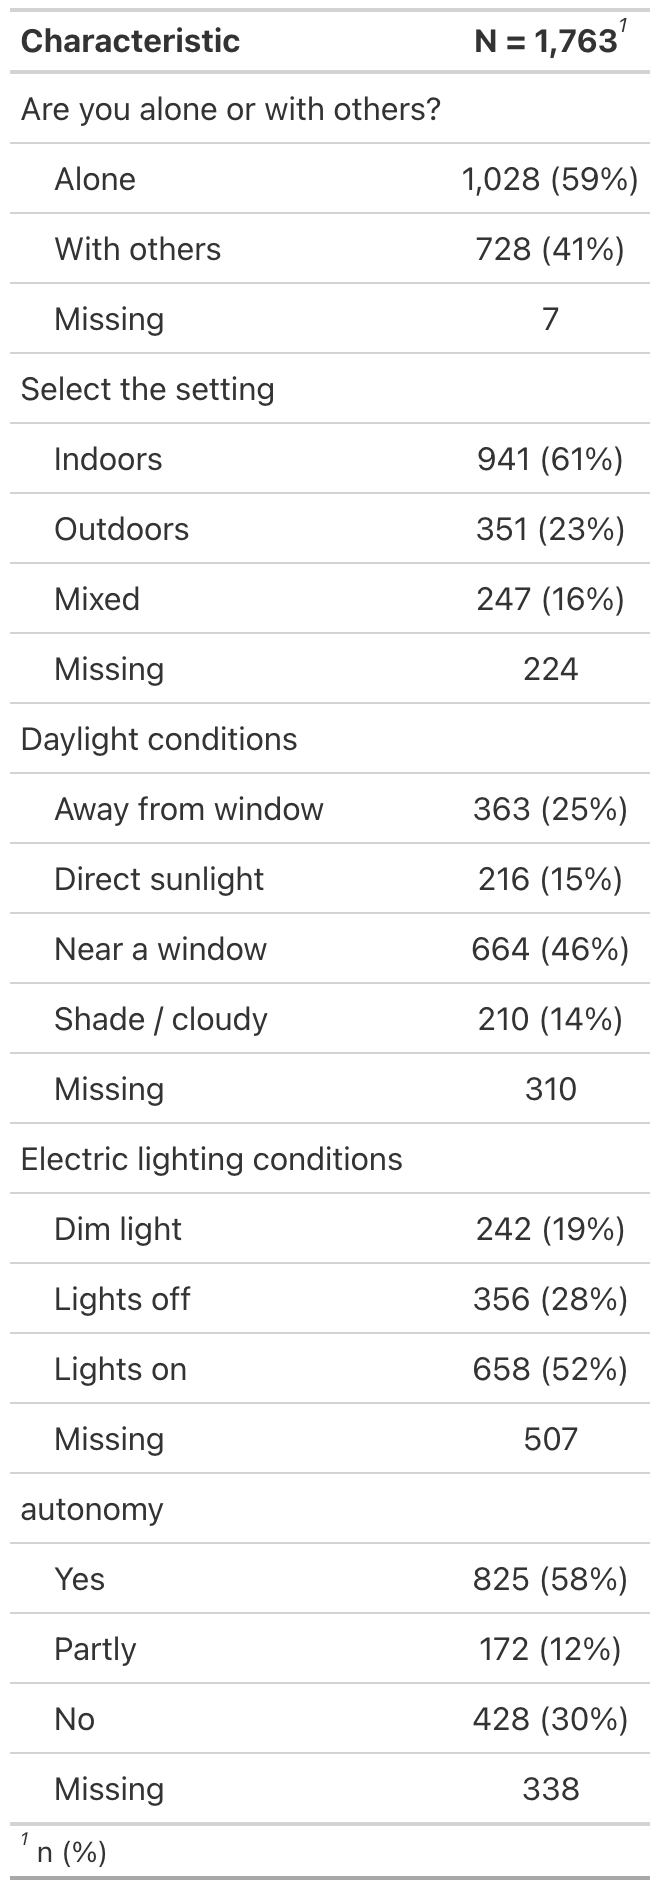 Characteristic N = 1,763¹
Are you alone or with others?
Alone 1,028 (59%)
With others 728 (41%)
Missing 7
Select the setting
Indoors 941 (61%)
Outdoors 351 (23%)
Mixed 247 (16%)
Missing 224
Daylight conditions
Away from window 363 (25%)
Direct sunlight 216 (15%)
Near a window 664 (46%)
Shade / cloudy 210 (14%)
Missing 310
Electric lighting conditions
Dim light 242 (19%)
Lights off 356 (28%)
Lights on 658 (52%)
Missing 507
autonomy
Yes 825 (58%)
Partly 172 (12%)
No 428 (30%)
Missing 338
¹ n (%)